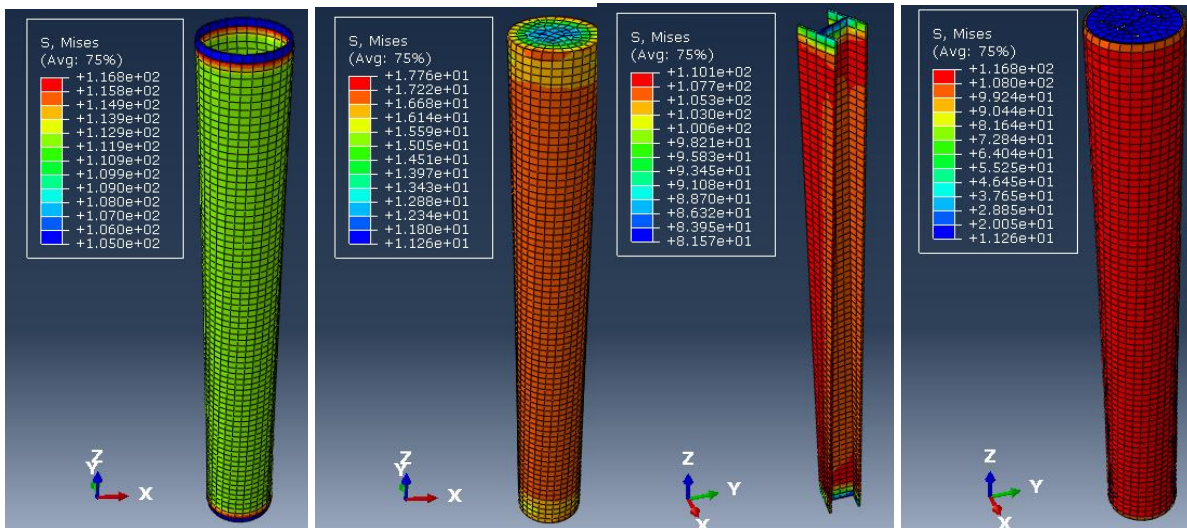 S, Mises
(Avg: 75%)
+1.168e+02
+1.158e+02
+1.149e+02
+1.139e+02
+1.129e+02
+1.119e+02
+1.109e+02
+1.099e+02
+1.090e+02
+1.080e+02
+1.070e+02
+1.060e+02
+1.050e+02
Z
Y
X
S, Mises
(Avg: 75%)
+1.776e+01
+1.722e+01
+1.668e+01
+1.614e+01
+1.559e+01
+1.505e+01
+1.451e+01
+1.397e+01
+1.343e+01
+1.288e+01
+1.234e+01
+1.180e+01
+1.126e+01
Z
Y
X
S, Mises
(Avg: 75%)
+1.101e+02
+1.077e+02
+1.053e+02
+1.030e+02
+1.006e+02
+9.821e+01
+9.583e+01
+9.345e+01
+9.108e+01
+8.870e+01
+8.632e+01
+8.395e+01
+8.157e+01
Z
Y
X
S, Mises
(Avg: 75%)
+1.168e+02
+1.080e+02
+9.924e+01
+9.044e+01
+8.164e+01
+7.284e+01
+6.404e+01
+5.525e+01
+4.645e+01
+3.765e+01
+2.885e+01
+2.005e+01
+1.126e+01
Z
Y
X